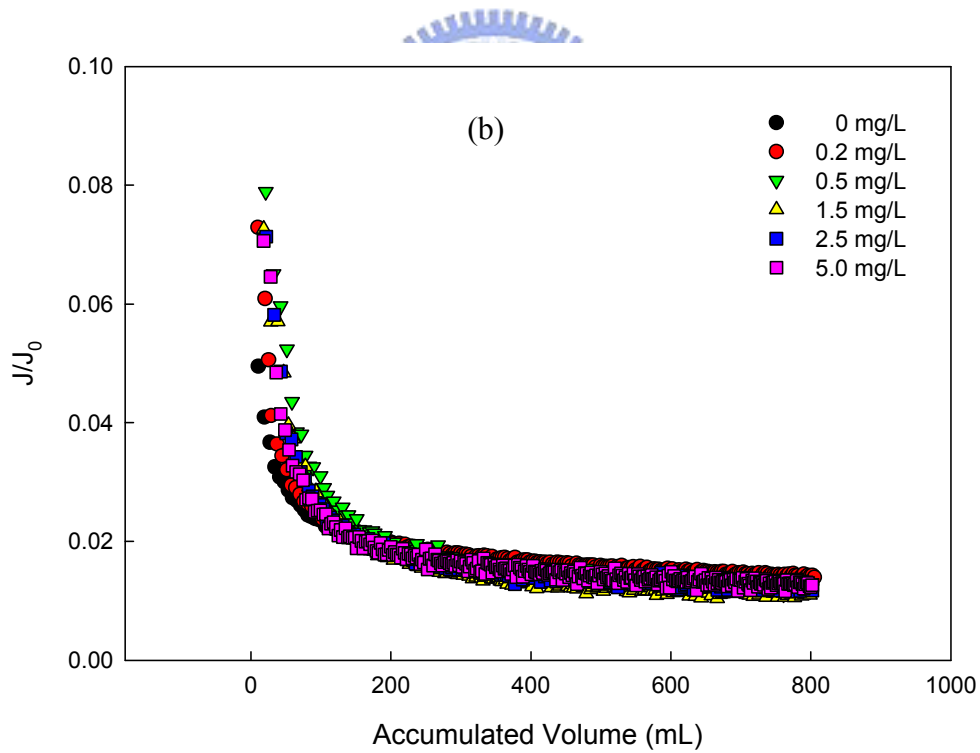 0.10
0.08
0.06
0.04
0.02
0.00
J/J0
(b)
0 mg/L
0.2 mg/L
0.5 mg/L
1.5 mg/L
2.5 mg/L
5.0 mg/L
0 200 400 600 800 1000
Accumulated Volume (mL)